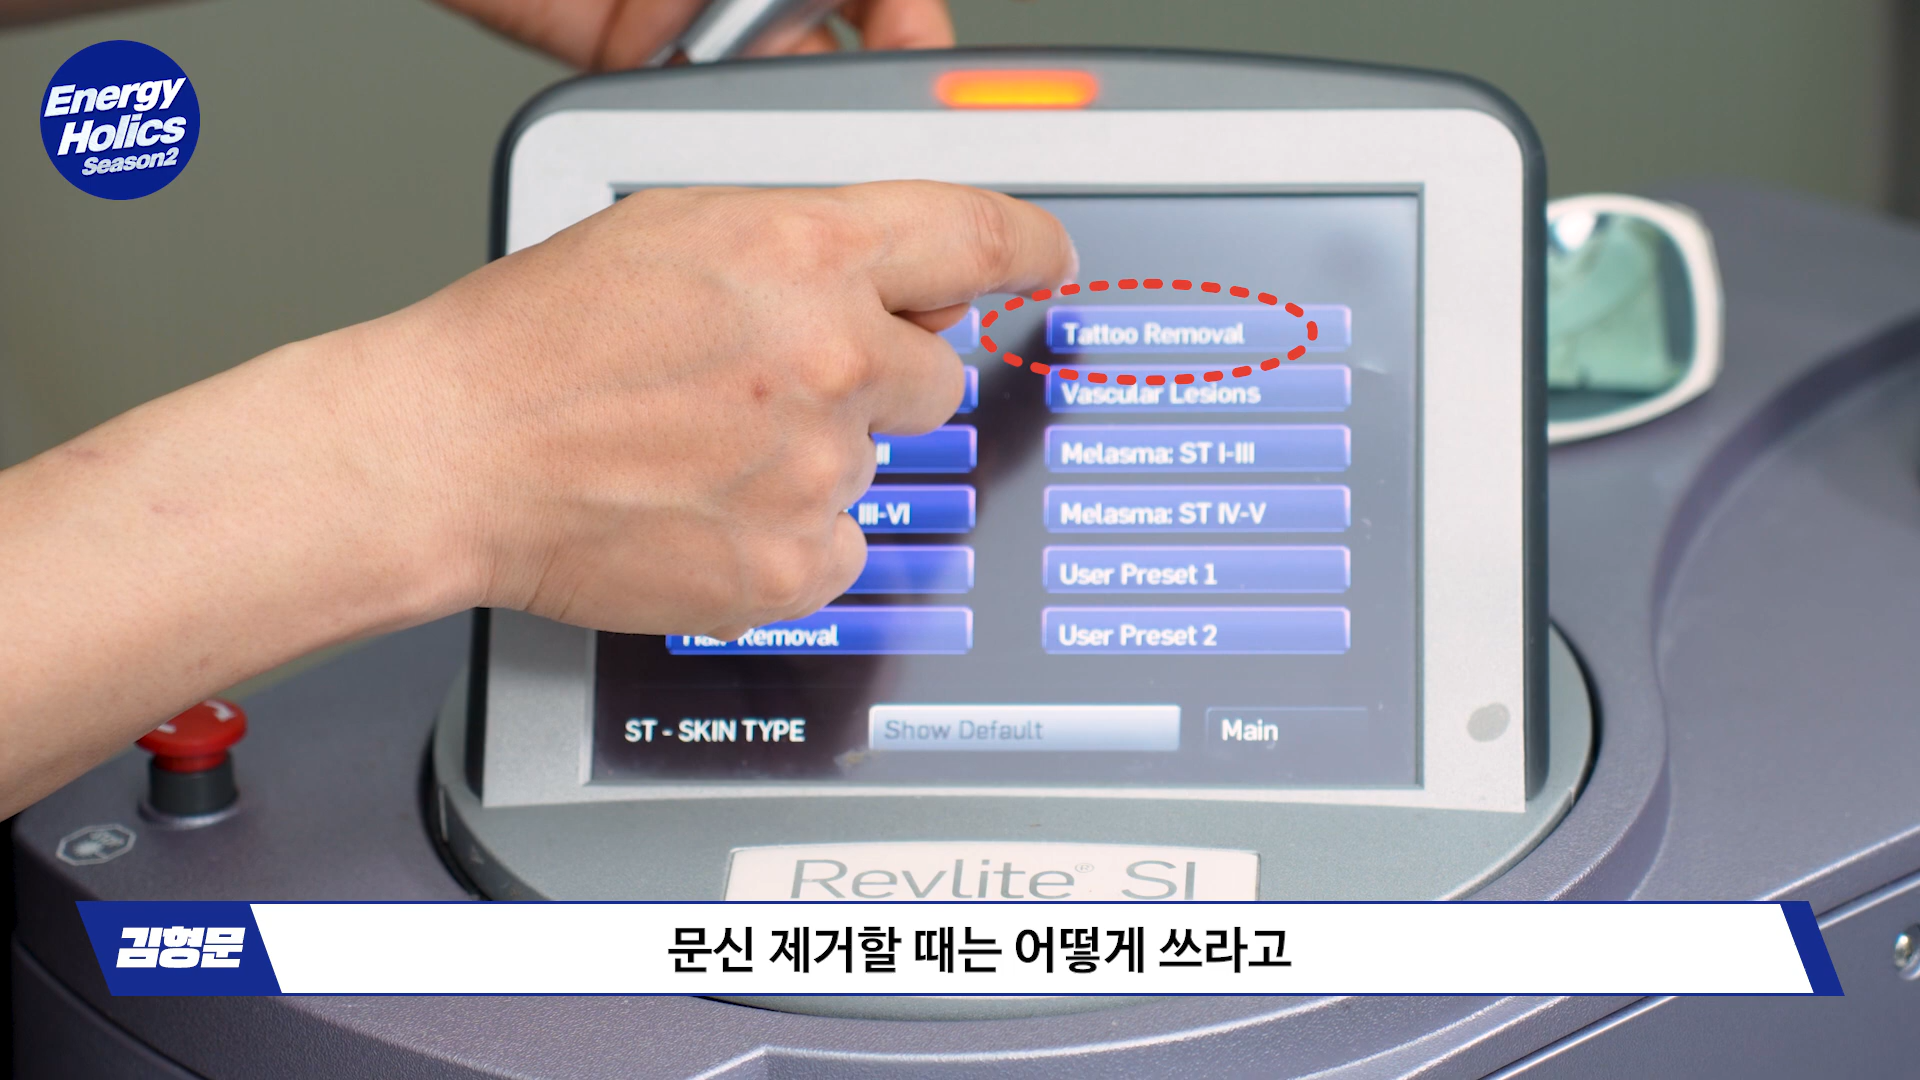 Energy
Holics
Season2
Tattoo Removal
Vascular Lesions
II
Melasma: ST I-III
III-VI
Melasma: ST IV-V
User Preset 1
Hair Removal
User Preset 2
ST - SKIN TYPE
Show Default
Main
Revlite® SI
김형문
문신 제거할 때는 어떻게 쓰라고